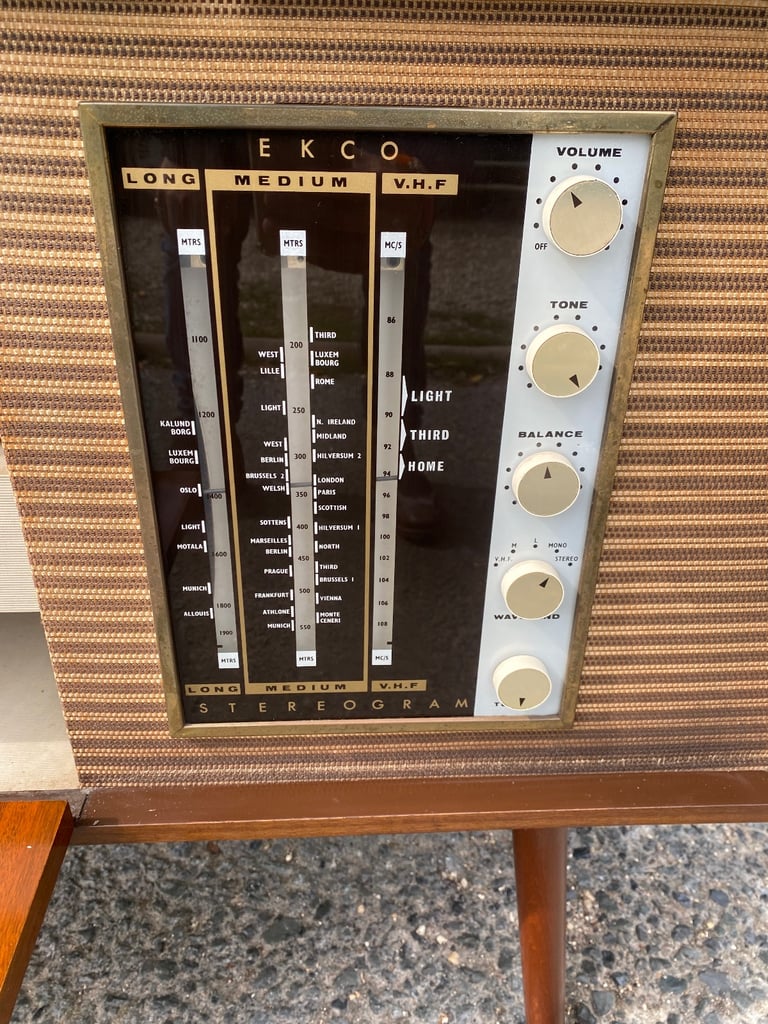 EKCO
LONG MEDIUM V.H.F
MTRS MTRS MC/S
1100
1200
KALUND
BORG
LUXEM
BOURG
OSLO
1400
LIGHT
MOTALA
1600
MUNICH
1800
ALLOUIS
1900
MTRS
THIRD
200
WEST
LUXEM
BOURG
LILLE
ROME
LIGHT
250
N. IRELAND
MIDLAND
WEST
BERLIN
300
HILVERSUM 2
BRUSSELS 2
LONDON
WELSH
350
PARIS
SCOTTISH
SOTTENS
400
HILVERSUM 1
MARSEILLES
NORTH
BERLIN
450
PRAGUE
THIRD
BRUSSELS 1
500
FRANKFURT
VIENNA
ATHLONE
MONTE
CENERI
MUNICH
550
MTRS
86
88
LIGHT
90
THIRD
92
HOME
94
96
98
100
102
104
106
108
MC/S
LONG MEDIUM V.H.F
STEREOGRAM
VOLUME
OFF
TONE
BALANCE
L
M MONO
V.H.F. STEREO